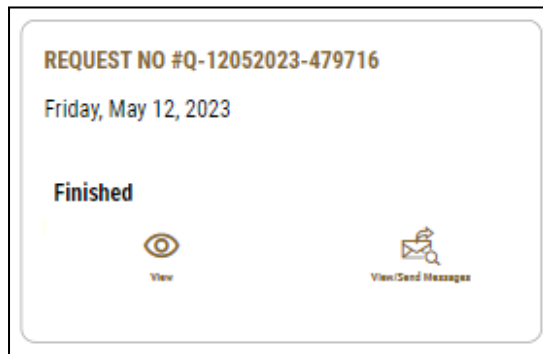 REQUEST NO #Q-12052023-479716
Friday, May 12, 2023
Finished
View
View/Send Messages